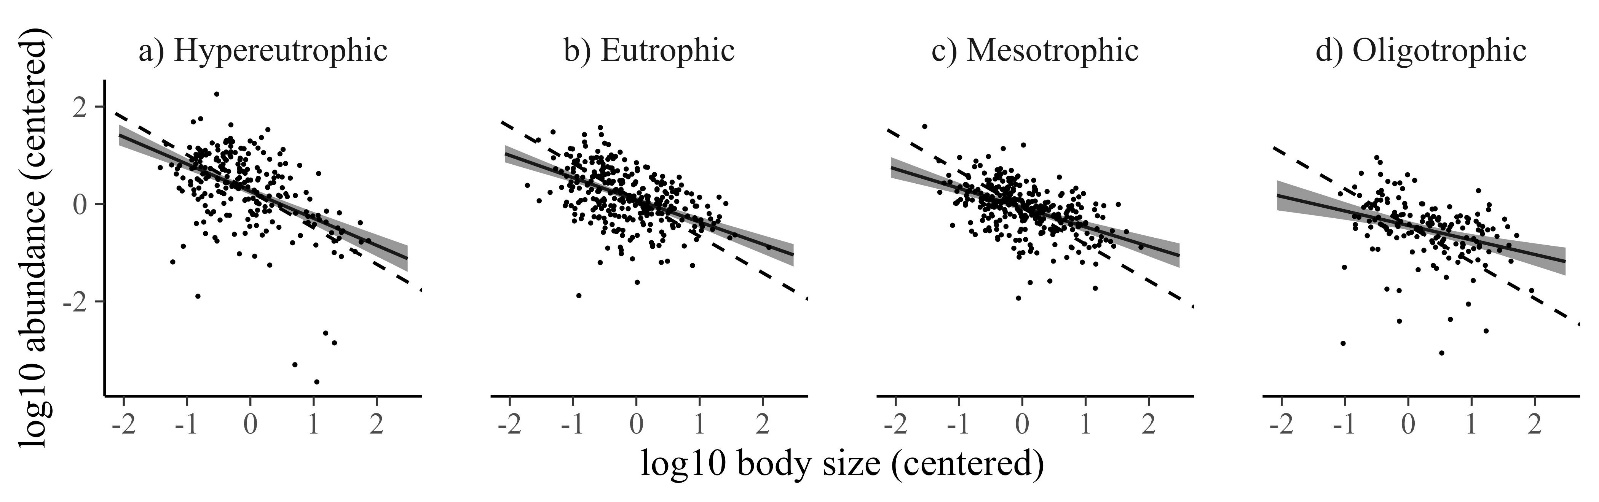 a) Hypereutrophic b) Eutrophic c) Mesotrophic d) Oligotrophic
log10 abundance (centered)
2
0
-2
-2 -1 0 1 2 -2 -1 0 1 2 -2 -1 0 1 2 -2 -1 0 1 2
log10 body size (centered)